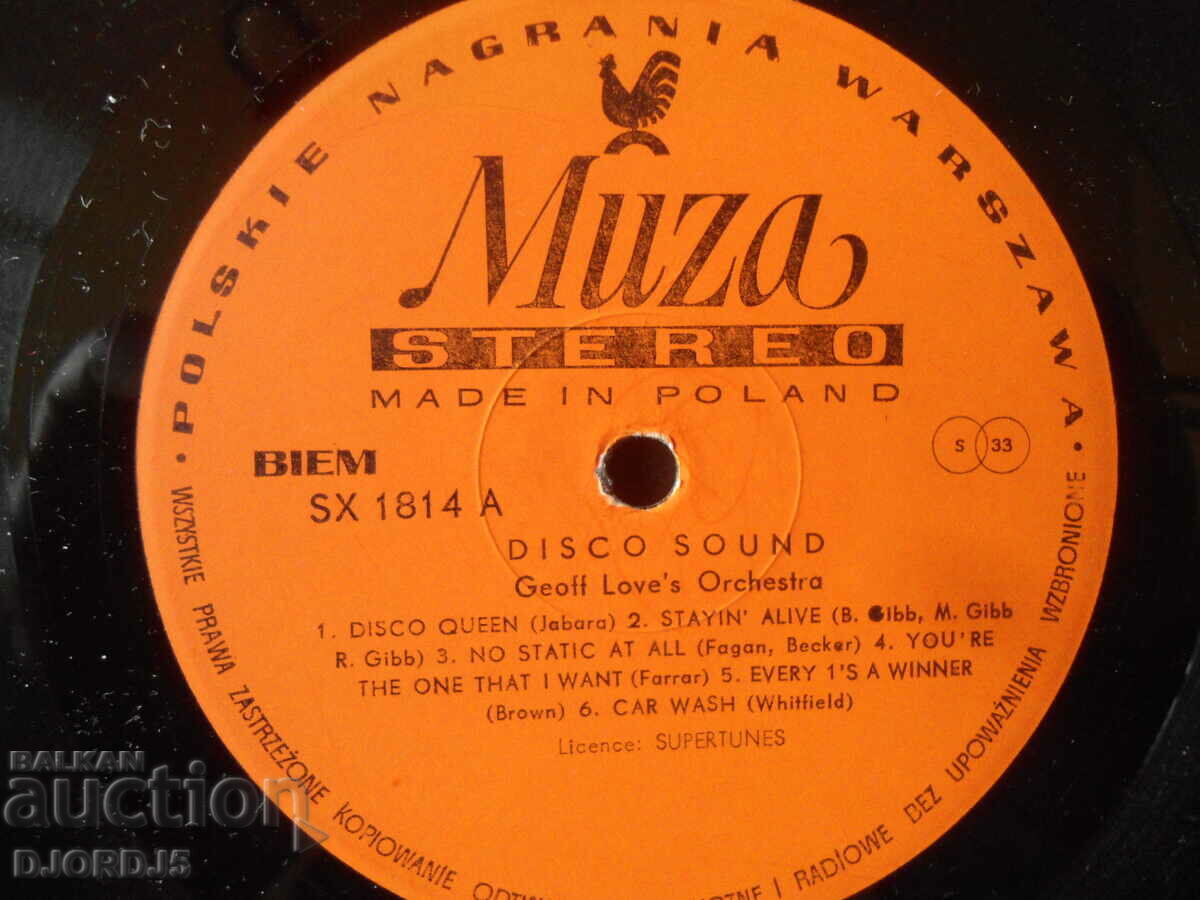 • POLSKIE NAGRANIA WARSZAWA •
Muza
STEREO
MADE IN POLAND
BIEM
SX 1814 A
S 33
DISCO SOUND
Geoff Love's Orchestra
1. DISCO QUEEN (Jabara) 2. STAYIN' ALIVE (B. Gibb, M. Gibb
R. Gibb) 3. NO STATIC AT ALL (Fagan, Becker) 4. YOU'RE
THE ONE THAT I WANT (Farrar) 5. EVERY 1'S A WINNER
(Brown) 6. CAR WASH (Whitfield)
Licence: SUPERTUNES
WSZYSTKIE PRAWA ZASTRZEŻONE KOPIOWANIE I RADIOWE BEZ UPOWAŻNIENIA WZBRONIONE
BALKAN
auction
DJORDJ5